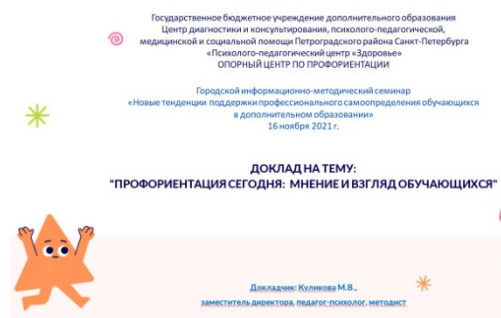 Государственное бюджетное учреждение дополнительного образования
Центр диагностики и консультирования, психолого-педагогической,
медицинской и социальной помощи Петроградского района Санкт-Петербурга
«Психолого-педагогический центр «Здоровье»
ОПОРНЫЙ ЦЕНТР ПО ПРОФОРИЕНТАЦИИ
Городской информационно-методический семинар
«Новые тенденции поддержки профессионального самоопределения обучающихся
в дополнительном образовании»
16 ноября 2021 г.
ДОКЛАД НА ТЕМУ:
"ПРОФОРИЕНТАЦИЯ СЕГОДНЯ: МНЕНИЕ И ВЗГЛЯД ОБУЧАЮЩИХСЯ"
Докладчик: Куликова М.В.,
заместитель директора, педагог-психолог, методист